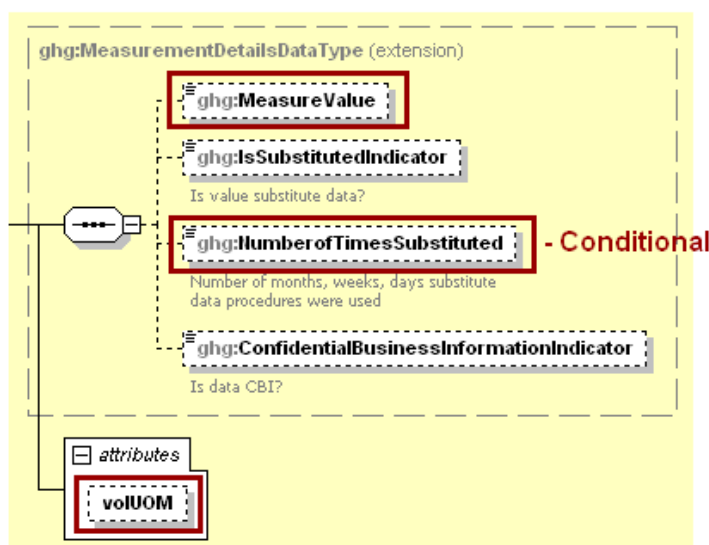 ghg:MeasurementDetailsDataType (extension)
ghg:MeasureValue
ghg:IsSubstitutedIndicator
Is value substitute data?
ghg:NumberofTimesSubstituted - Conditional
Number of months, weeks, days substitute
data procedures were used
ghg:ConfidentialBusinessInformationIndicator
Is data CBI?
attributes
volUOM